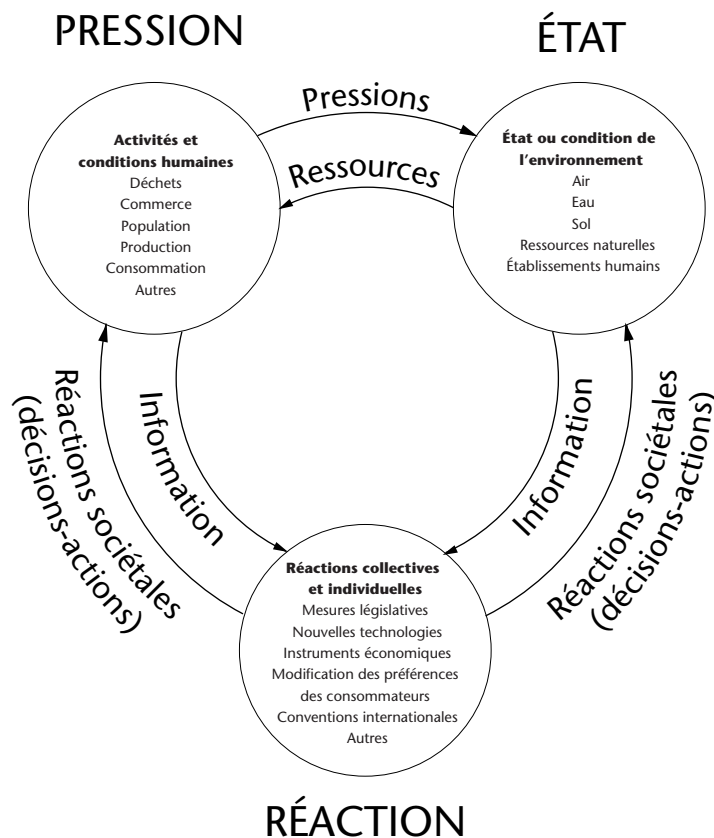 PRESSION
ÉTAT
Pressions
Ressources
Activités et
conditions humaines
Déchets
Commerce
Population
Production
Consommation
Autres
État ou condition de
l'environnement
Air
Eau
Sol
Ressources naturelles
Établissements humains
Réactions sociétales
(décisions-actions)
Information
Information
Réactions sociétales
(décisions-actions)
Réactions collectives
et individuelles
Mesures législatives
Nouvelles technologies
Instruments économiques
Modification des préférences
des consommateurs
Conventions internationales
Autres
RÉACTION